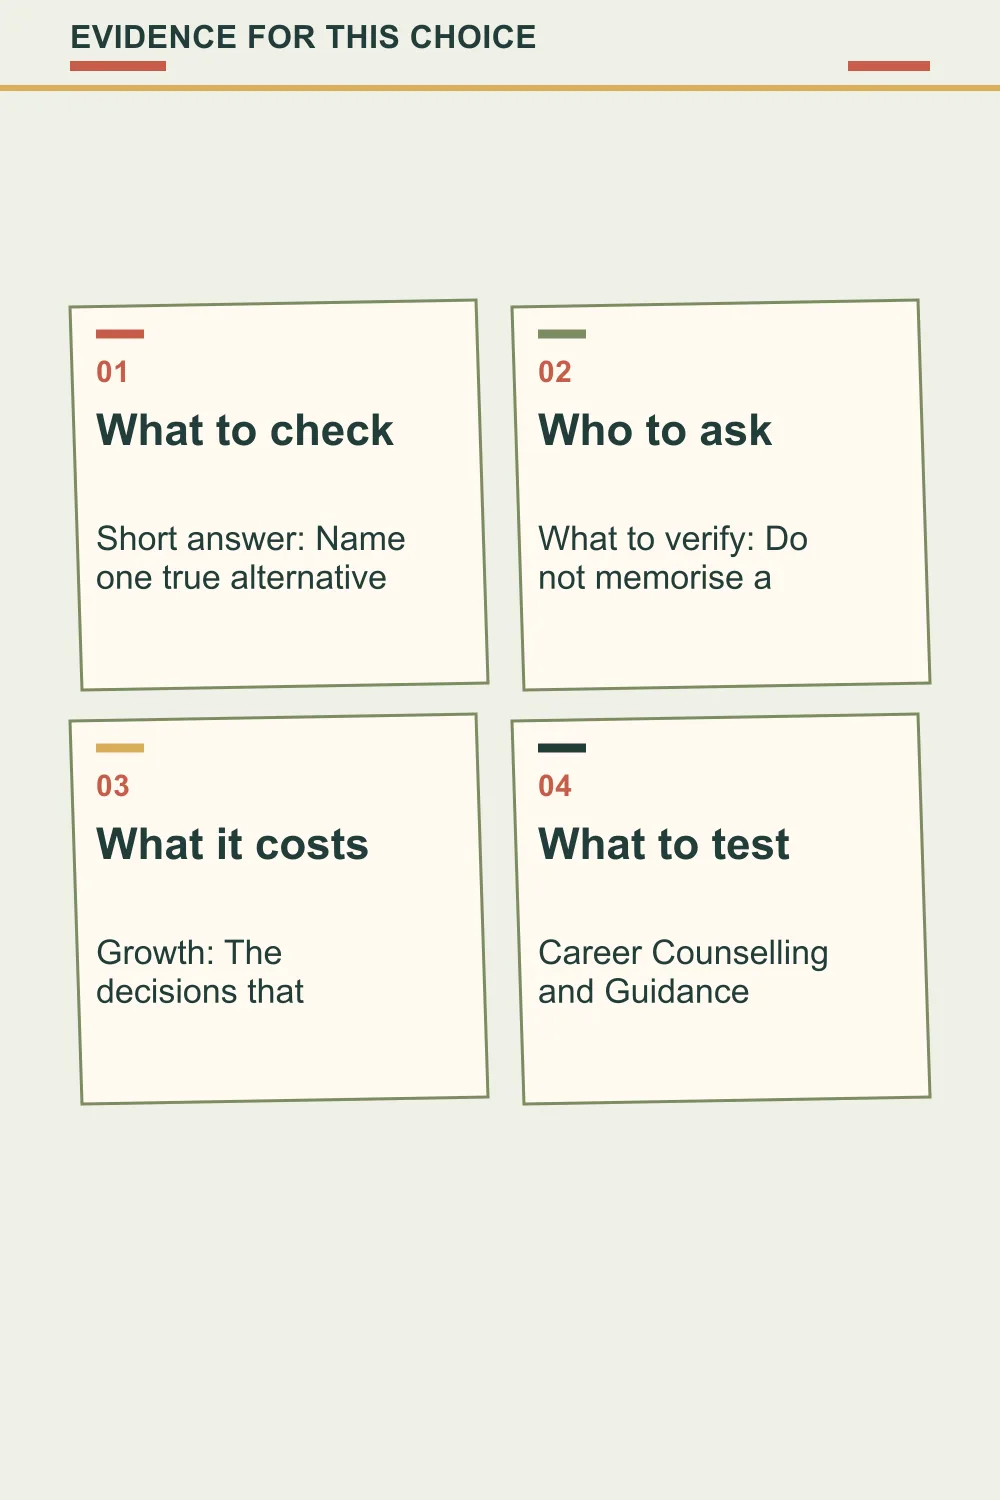 EVIDENCE FOR THIS CHOICE
01
What to check
Short answer: Name
one true alternative
02
Who to ask
What to verify: Do
not memorise a
03
What it costs
Growth: The
decisions that
04
What to test
Career Counselling
and Guidance